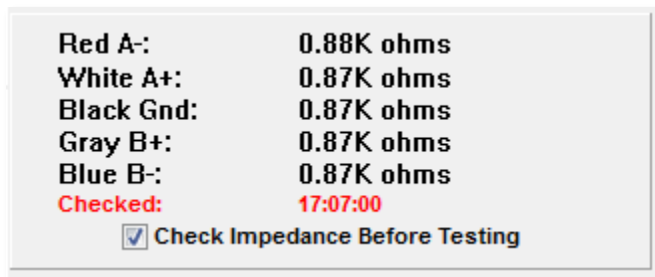 Red A-: 0.88K ohms
White A+: 0.87K ohms
Black Gnd: 0.87K ohms
Gray B+: 0.87K ohms
Blue B-: 0.87K ohms
Checked: 17:07:00
Check Impedance Before Testing